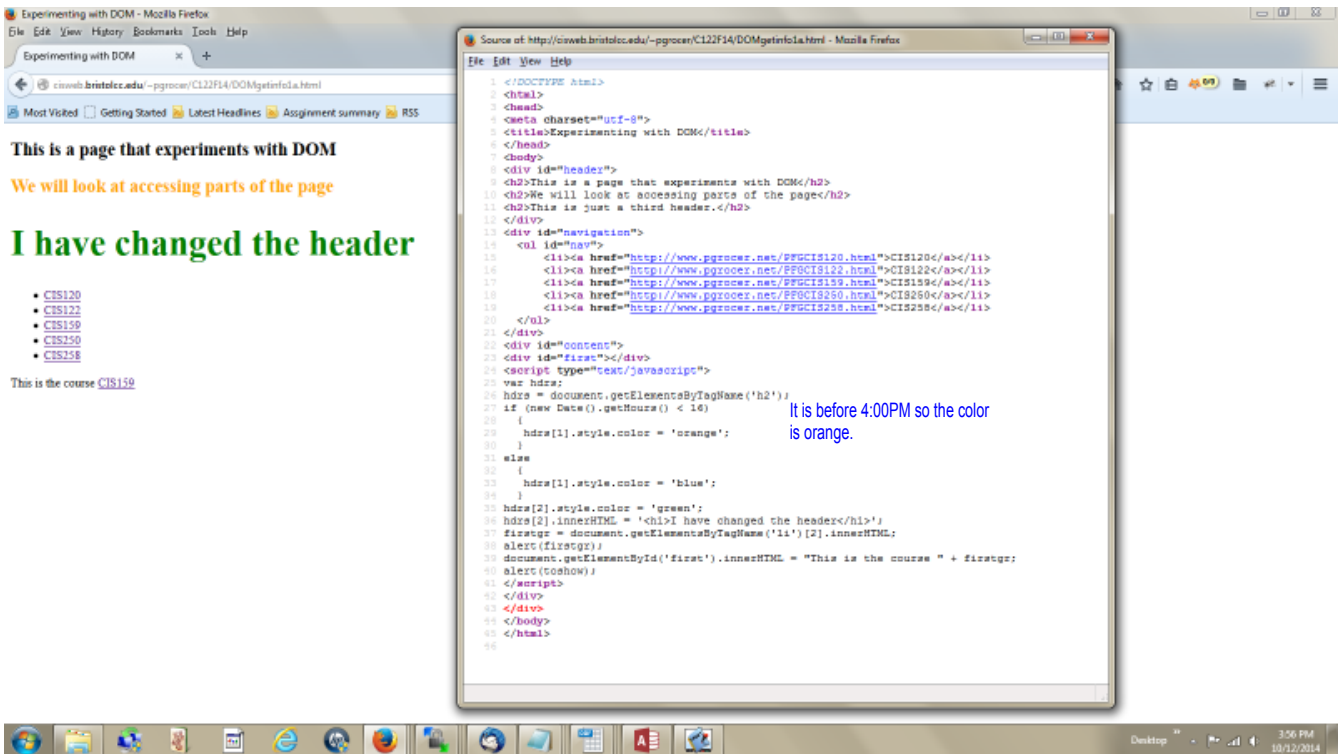 Experimenting with DOM - Mozilla Firefox
File Edit View History Bookmarks Tools Help
Experimenting with DOM × +
cisweb.bristolcc.edu/~pgrocer/C122F14/DOMgetinfo1a.html
Most Visited Getting Started Latest Headlines Assginment summary RSS
This is a page that experiments with DOM
We will look at accessing parts of the page
I have changed the header
• CIS120
• CIS122
• CIS159
• CIS250
• CIS258
This is the course CIS159
Source of: http://cisweb.bristolcc.edu/~pgrocer/C122F14/DOMgetinfo1a.html - Mozilla Firefox
File Edit View Help
1 <!DOCTYPE html>
2 <html>
3 <head>
4 <meta charset="utf-8">
5 <title>Experimenting with DOM</title>
6 </head>
7 <body>
8 <div id="header">
9 <h2>This is a page that experiments with DOM</h2>
10 <h2>We will look at accessing parts of the page</h2>
11 <h2>This is just a third header.</h2>
12 </div>
13 <div id="navigation">
14 <ul id="nav">
15 <li><a href="http://www.pgrocer.net/PFGCIS120.html">CIS120</a></li>
16 <li><a href="http://www.pgrocer.net/PFGCIS122.html">CIS122</a></li>
17 <li><a href="http://www.pgrocer.net/PFGCIS159.html">CIS159</a></li>
18 <li><a href="http://www.pgrocer.net/PFGCIS250.html">CIS250</a></li>
19 <li><a href="http://www.pgrocer.net/PFGCIS258.html">CIS258</a></li>
20 </ul>
21 </div>
22 <div id="content">
23 <div id="first"></div>
24 <script type="text/javascript">
25 var hdrs;
26 hdrs = document.getElementsByTagName('h2');
27 if (new Date().getHours() < 16)
28 {
29 hdrs[1].style.color = 'orange';
30 }
31 else
32 {
33 hdrs[1].style.color = 'blue';
34 }
35 hdrs[2].style.color = 'green';
36 hdrs[2].innerHTML = '<h1>I have changed the header</h1>';
37 firstgr = document.getElementsByTagName('li')[2].innerHTML;
38 alert(firstgr);
39 document.getElementById('first').innerHTML = "This is the course " + firstgr;
40 alert(toshow);
41 </script>
42 </div>
43 </div>
44 </body>
45 </html>
46
It is before 4:00PM so the color
is orange.
Desktop
3:56 PM
10/12/2014